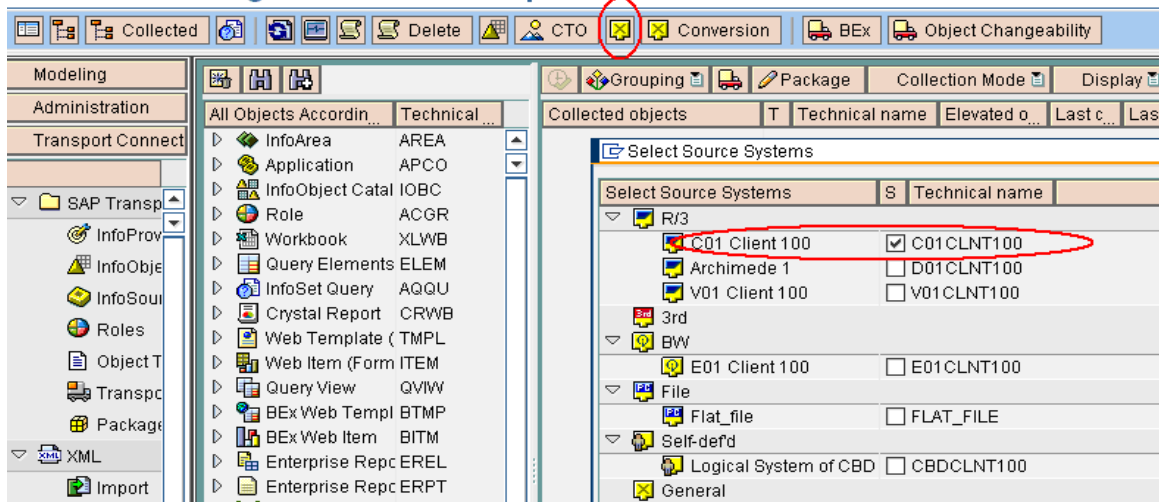 Collected Delete CTO Conversion BEx Object Changeability
Modeling
Administration
Transport Connect
SAP Transp
InfoProv
InfoObje
InfoSour
Roles
Object T
Transpo
Package
XML
Import
All Objects Accordin... Technical ...
InfoArea AREA
Application APCO
InfoObject Catal IOBC
Role ACGR
Workbook XLWB
Query Elements ELEM
InfoSet Query AQQU
Crystal Report CRWB
Web Template ( TMPL
Web Item (Form ITEM
Query View QVIW
BEx Web Templ BTMP
BEx Web Item BITM
Enterprise Repo EREL
Enterprise Repo ERPT
Grouping Package Collection Mode Display
Collected objects T Technical name Elevated o... Last c... Las
Select Source Systems
Select Source Systems S Technical name
R/3
C01 Client 100 C01CLNT100
Archimede 1 D01CLNT100
V01 Client 100 V01CLNT100
3rd
BW
E01 Client 100 E01CLNT100
File
Flat_file FLAT_FILE
Self-def'd
Logical System of CBD CBDCLNT100
General